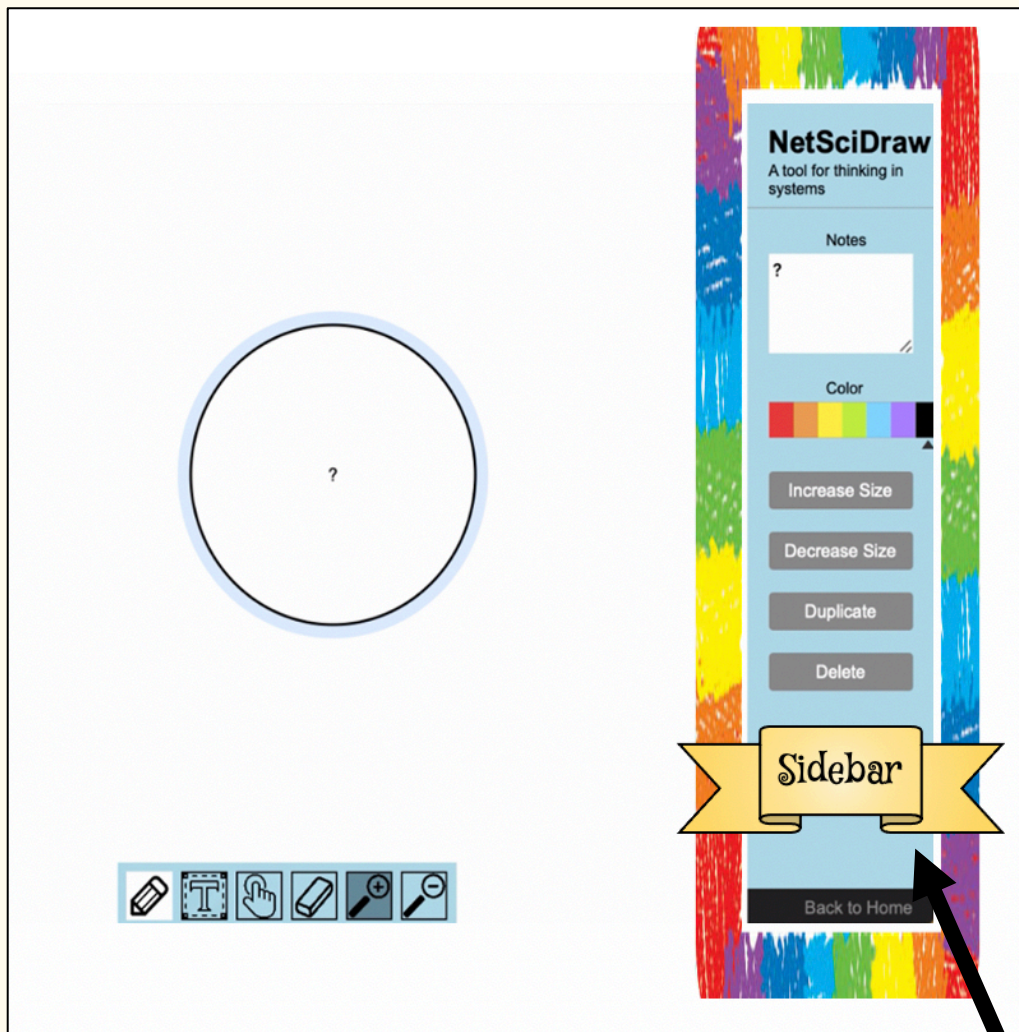 NetSciDraw
A tool for thinking in
systems
Notes
?
Color
?
Increase Size
Decrease Size
Duplicate
Delete
Sidebar
T
Back to Home